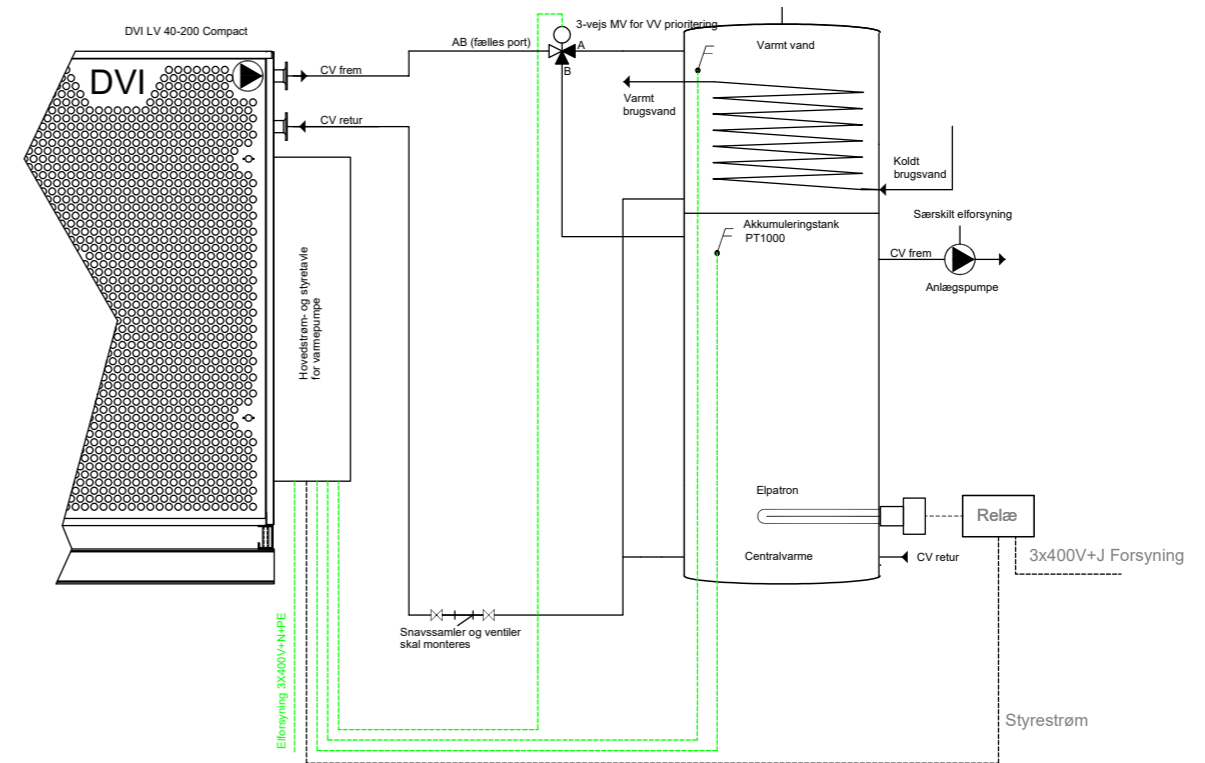 DVI LV 40-200 Compact
DVI
CV frem
CV retur
AB (fælles port)
3-vejs MV for VV prioritering
A
B
Varmt vand
Varmt
brugsvand
Koldt
brugsvand
Særskilt elforsyning
Akkumuleringstank
PT1000
CV frem
Anlægspumpe
Hovedstrøm- og styretavle
for varmepumpe
Elpatron
Relæ
Centralvarme
CV retur
3x400V+J Forsyning
Snavssamler og ventiler
skal monteres
Elforsyning 3X400V+N+PE
Styrestrøm